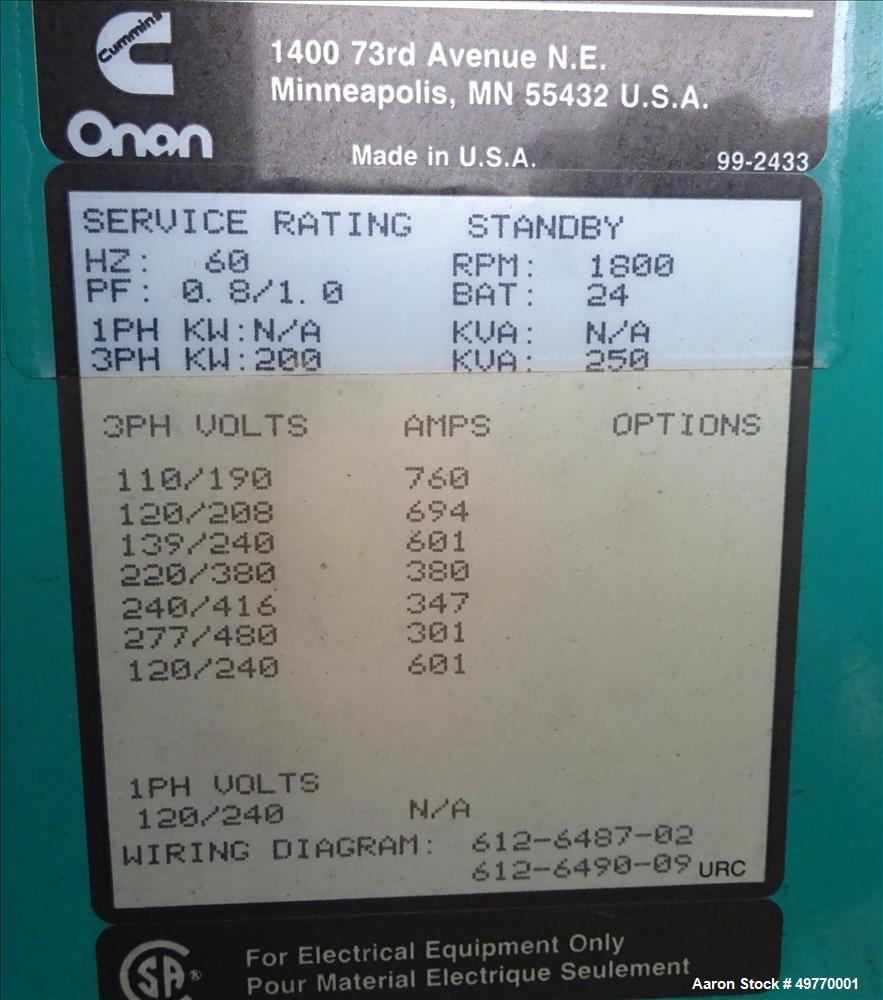 Cummins
Onan
1400 73rd Avenue N.E.
Minneapolis, MN 55432 U.S.A.
Made in U.S.A.
99-2433
SERVICE RATING STANDBY
HZ: 60 RPM: 1800
PF: 0.8/1.0 BAT: 24
1PH KW:N/A KVA: N/A
3PH KW:200 KVA: 250
3PH VOLTS AMPS OPTIONS
110/190 760
120/208 694
139/240 601
220/380 380
240/416 347
277/480 301
120/240 601
1PH VOLTS
120/240 N/A
WIRING DIAGRAM: 612-6487-02
612-6490-09 URC
SA®
For Electrical Equipment Only
Pour Material Electrique Seulement
Aaron Stock # 49770001